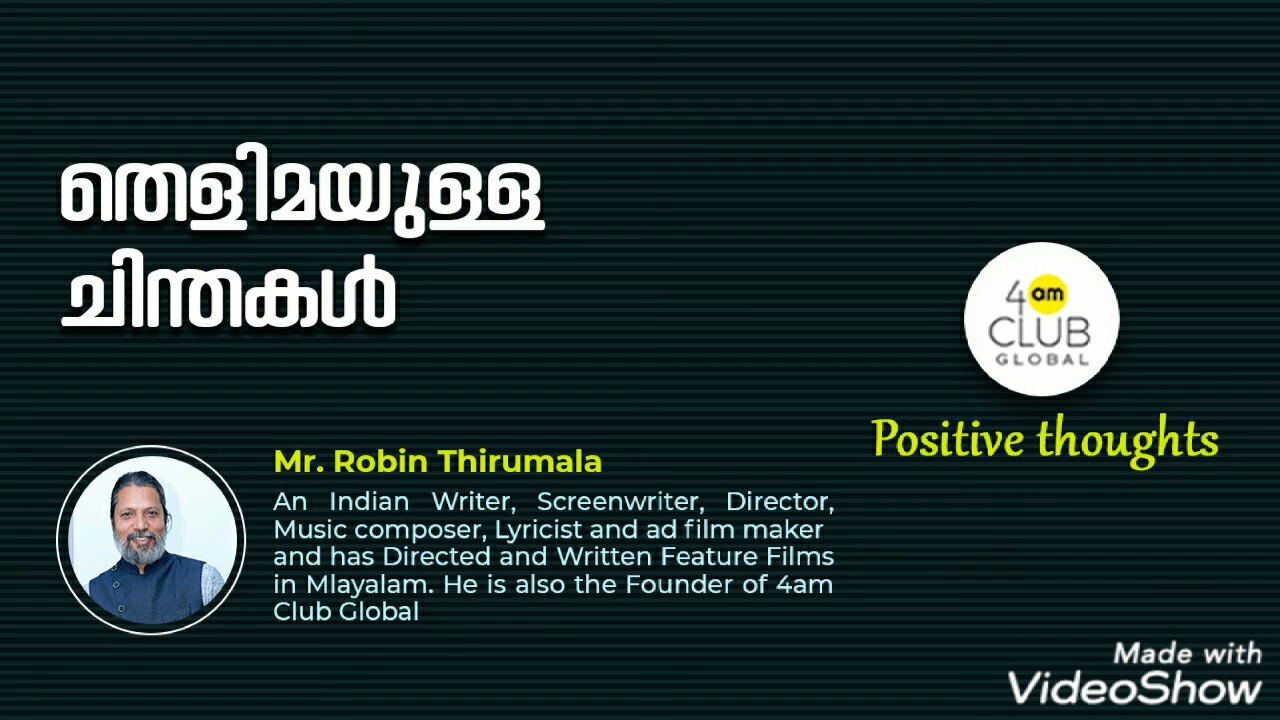 തെളിമയുള്ള
ചിന്തകൾ
4 am
CLUB
GLOBAL
Positive thoughts
Mr. Robin Thirumala
An Indian Writer, Screenwriter, Director,
Music composer, Lyricist and ad film maker
and has Directed and Written Feature Films
in Mlayalam. He is also the Founder of 4am
Club Global
Made with
VideoShow